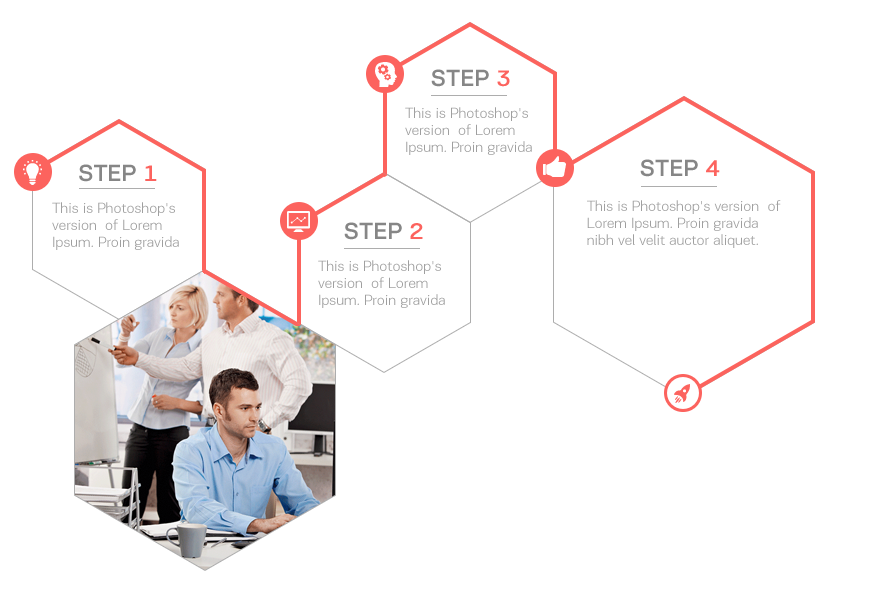 STEP 1
This is Photoshop's
version of Lorem
Ipsum. Proin gravida
STEP 2
This is Photoshop's
version of Lorem
Ipsum. Proin gravida
STEP 3
This is Photoshop's
version of Lorem
Ipsum. Proin gravida
STEP 4
This is Photoshop's version of
Lorem Ipsum. Proin gravida
nibh vel velit auctor aliquet.